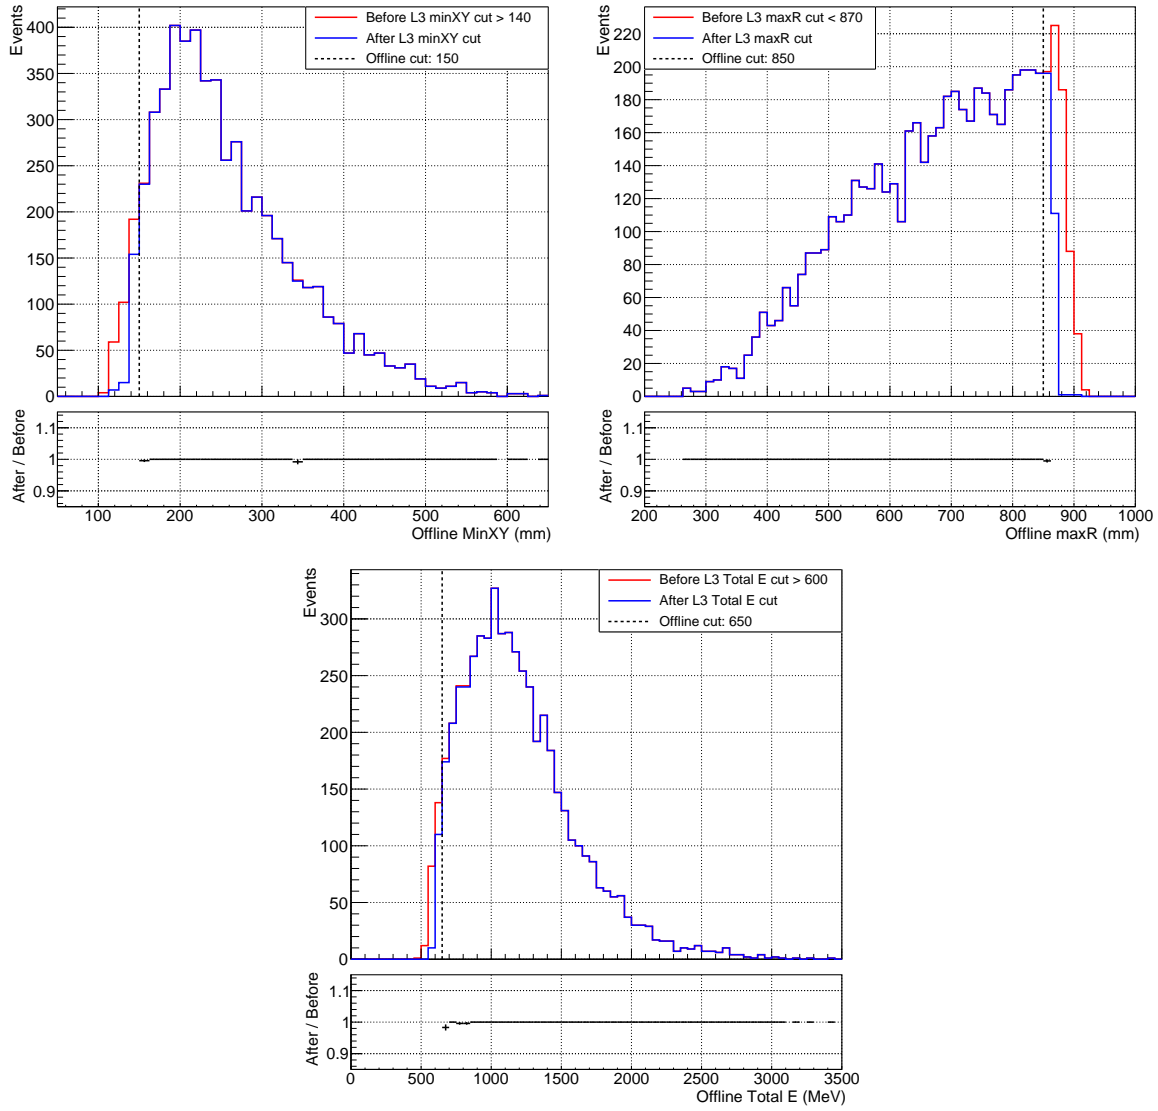 Events
400
350
300
250
200
150
100
50
0
Before L3 minXY cut > 140
After L3 minXY cut
Offline cut: 150
After / Before
1.1
1
0.9
100 200 300 400 500 600
Offline MinXY (mm)
Events
220
200
180
160
140
120
100
80
60
40
20
0
Before L3 maxR cut < 870
After L3 maxR cut
Offline cut: 850
After / Before
1.1
1
0.9
200 300 400 500 600 700 800 900 1000
Offline maxR (mm)
Events
300
250
200
150
100
50
0
Before L3 Total E cut > 600
After L3 Total E cut
Offline cut: 650
After / Before
1.1
1
0.9
0 500 1000 1500 2000 2500 3000 3500
Offline Total E (MeV)